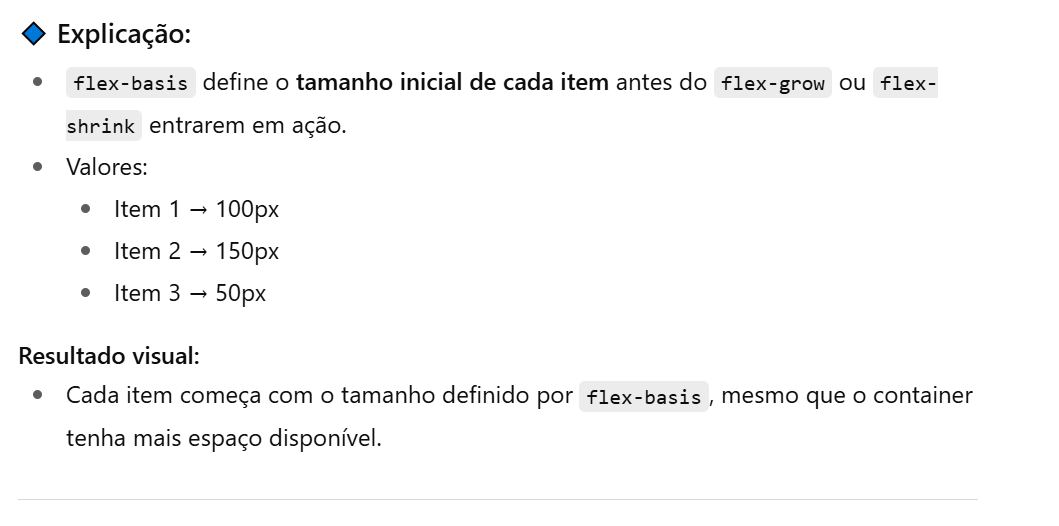 Explicação:
flex-basis define o tamanho inicial de cada item antes do flex-grow ou flex-
shrink entrarem em ação.
Valores:
Item 1 → 100px
Item 2 → 150px
Item 3 → 50px
Resultado visual:
Cada item começa com o tamanho definido por flex-basis, mesmo que o container
tenha mais espaço disponível.